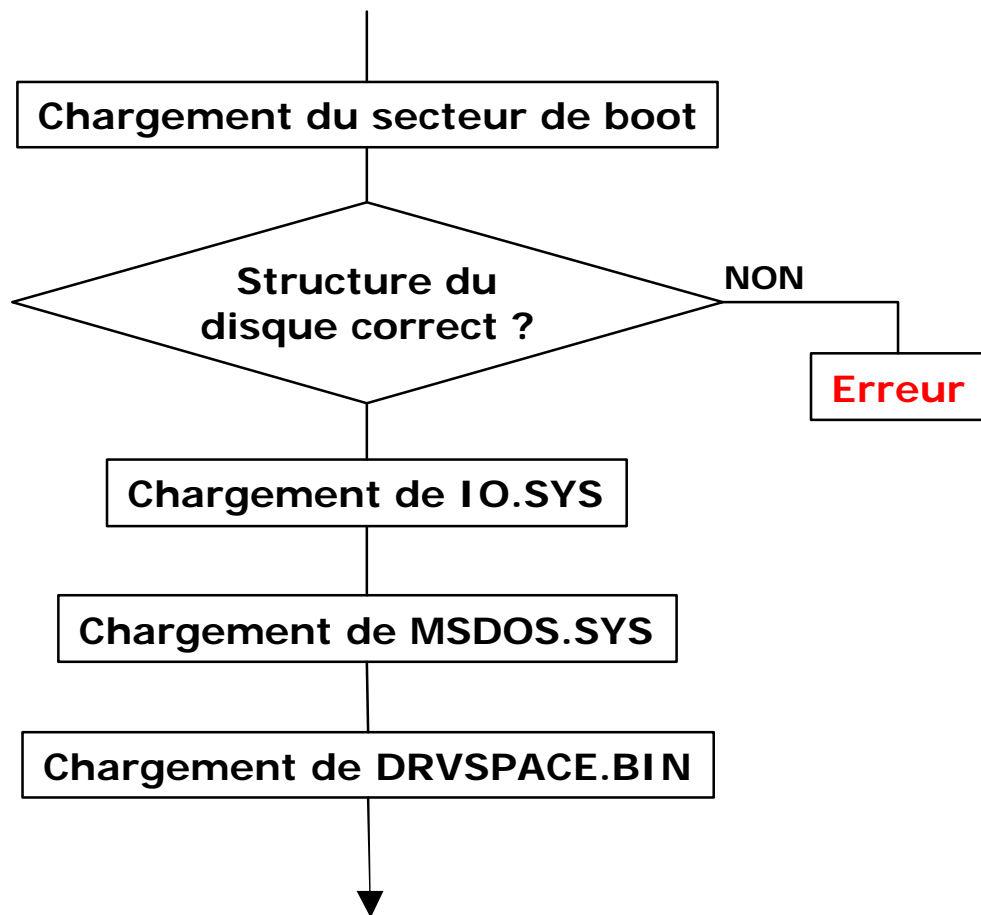 Chargement du secteur de boot
Structure du
disque correct ?
NON
Erreur
Chargement de IO.SYS
Chargement de MSDOS.SYS
Chargement de DRVSPACE.BIN